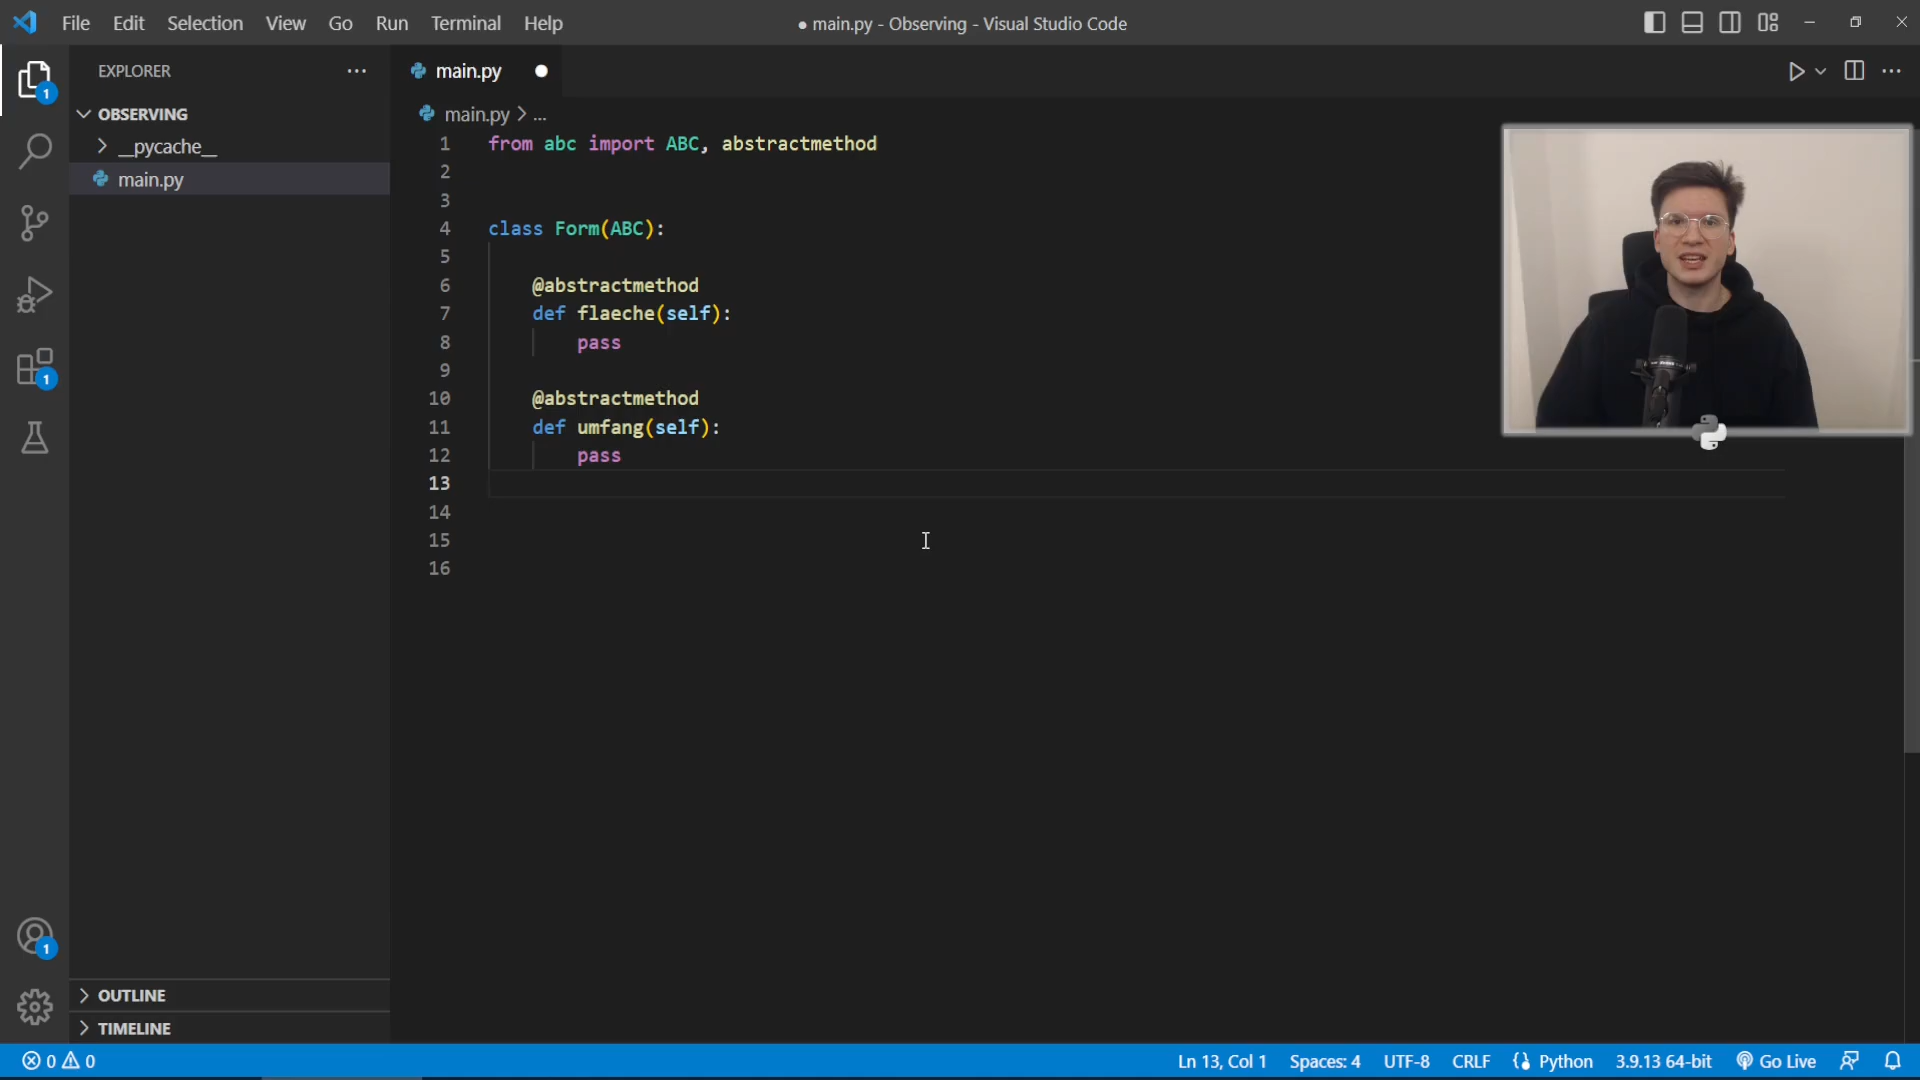 File Edit Selection View Go Run Terminal Help
● main.py - Observing - Visual Studio Code
EXPLORER
OBSERVING
__pycache__
main.py
main.py
main.py > ...
1 from abc import ABC, abstractmethod
2
3
4 class Form(ABC):
5
6 @abstractmethod
7 def flaeche(self):
8 pass
9
10 @abstractmethod
11 def umfang(self):
12 pass
13
14
15
16
1
1
1
OUTLINE
TIMELINE
0 0
Ln 13, Col 1 Spaces: 4 UTF-8 CRLF Python 3.9.13 64-bit Go Live